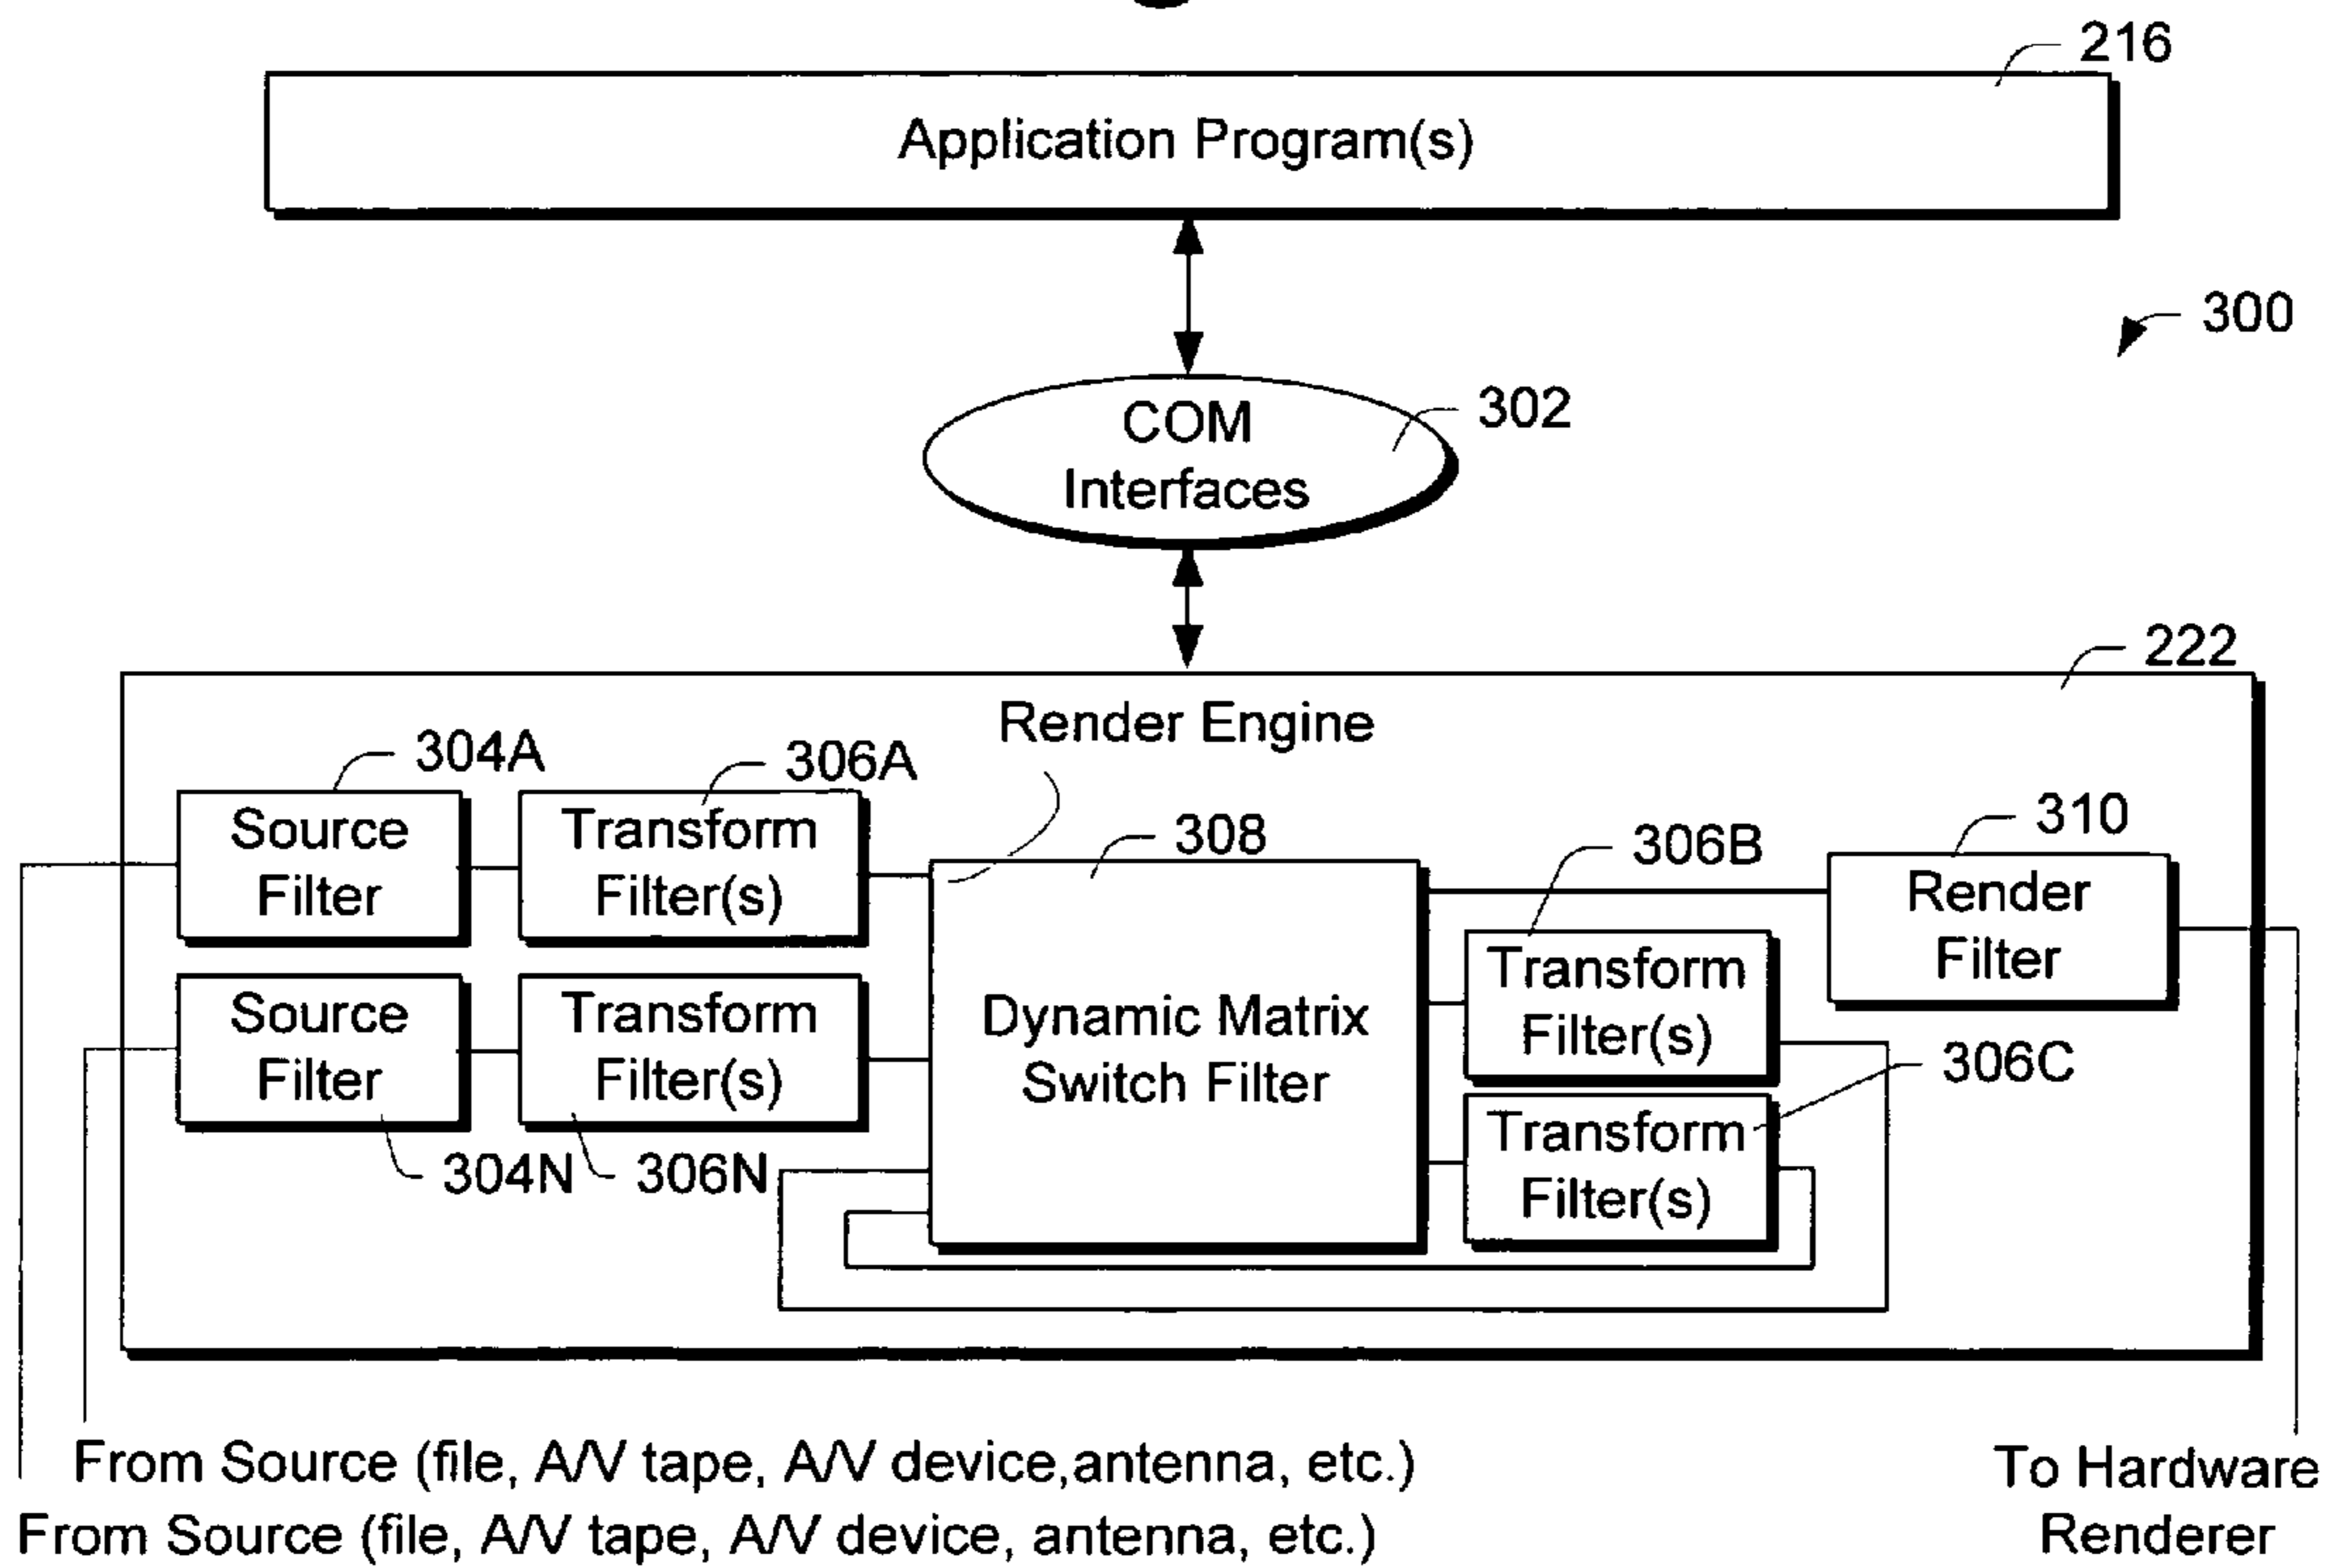 216
Application Program(s)
300
COM
Interfaces
302
222
Render Engine
304A
306A
308
306B
310
Source
Filter
Transform
Filter(s)
Render
Filter
Source
Filter
Transform
Filter(s)
Dynamic Matrix
Switch Filter
Transform
Filter(s)
306C
Transform
Filter(s)
304N
306N
From Source (file, A/V tape, A/V device,antenna, etc.)
From Source (file, A/V tape, A/V device, antenna, etc.)
To Hardware
Renderer